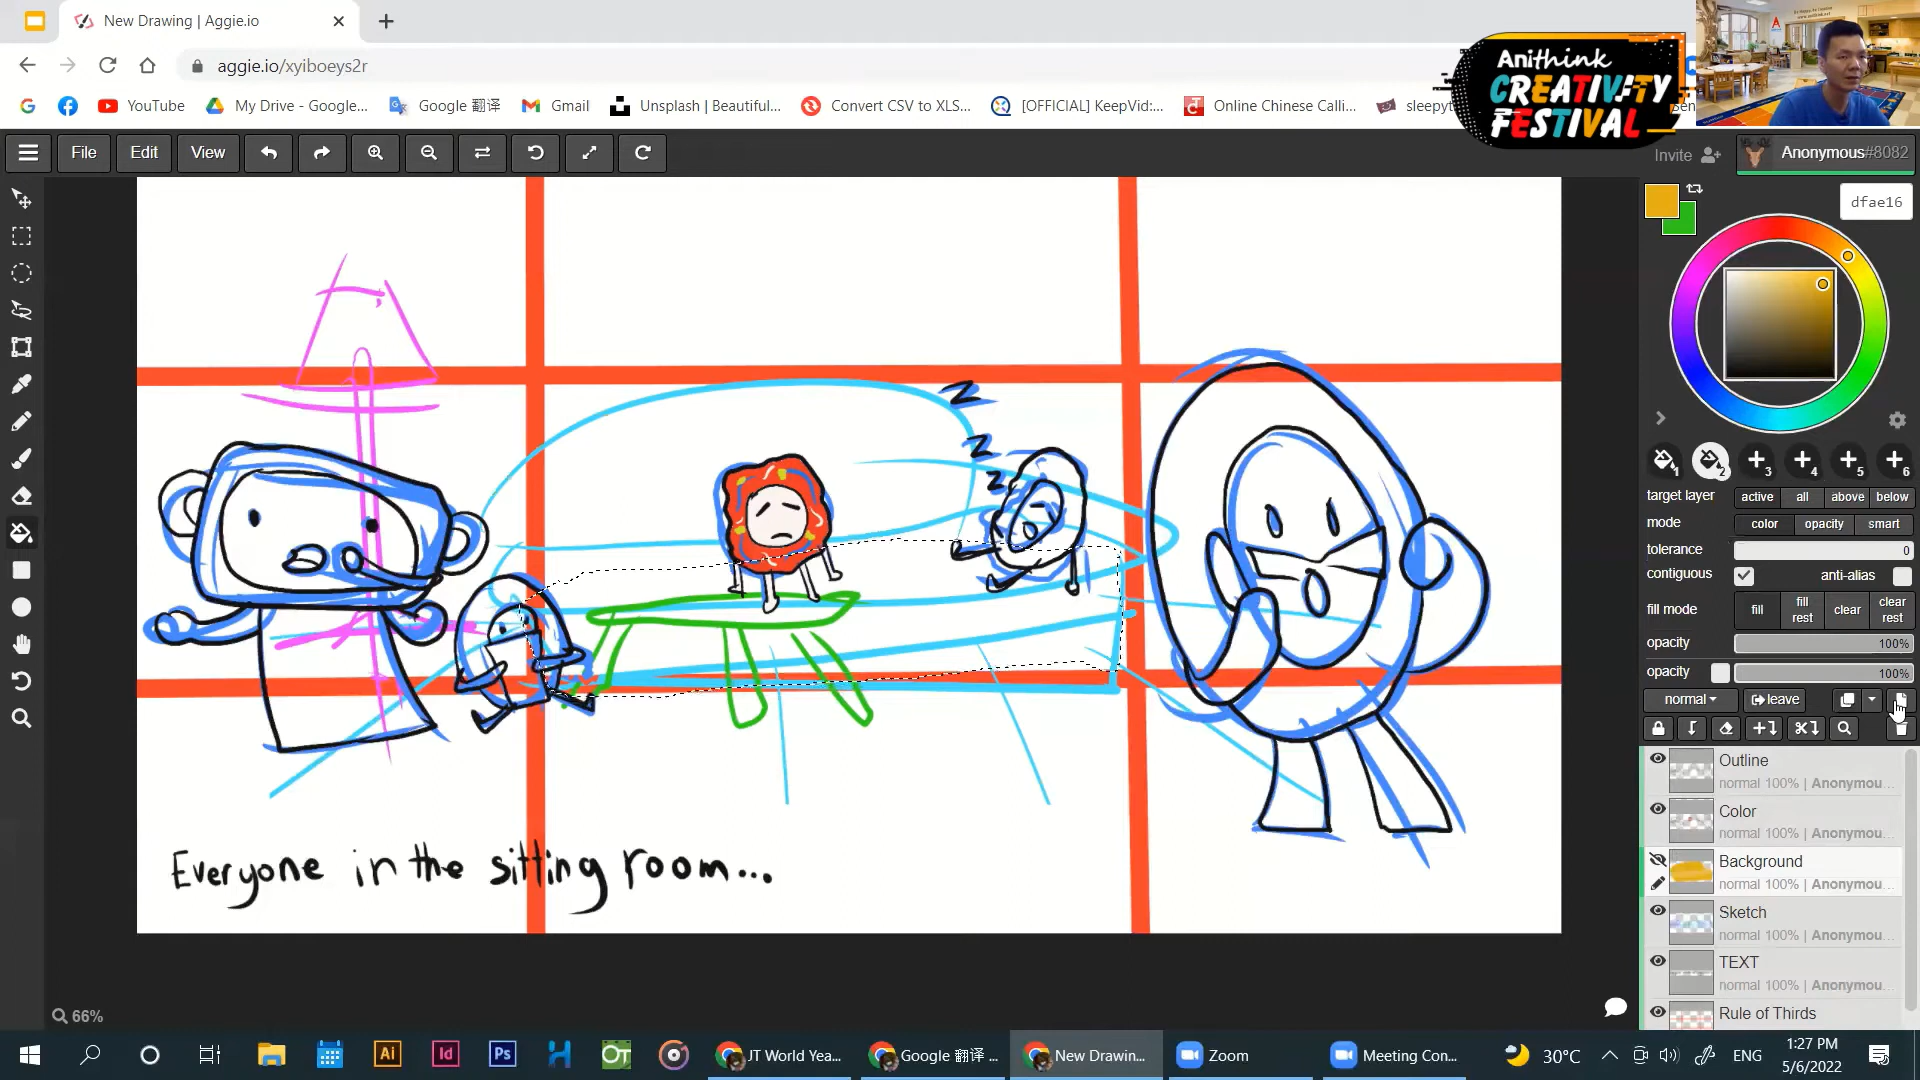 New Drawing | Aggie.io
aggie.io/xyiboeys2r
YouTube
My Drive - Google...
Google 翻译
Gmail
Unsplash | Beautiful...
Convert CSV to XLS...
[OFFICIAL] KeepVid:...
Online Chinese Calli...
AniThink
CREATIVITY
FESTIVAL
File
Edit
View
Invite
Anonymous#8082
dfae16
target layer
active
all
above
below
mode
color
opacity
smart
tolerance
0
contiguous
anti-alias
fill mode
fill
fill rest
clear
clear rest
opacity
100%
opacity
100%
normal
leave
Outline
normal 100% | Anonymou...
Color
normal 100% | Anonymou...
Background
normal 100% | Anonymou...
Sketch
normal 100% | Anonymou...
TEXT
normal 100% | Anonymou...
Rule of Thirds
z
z
z
Everyone in the sitting room...
66%
Ai
Id
Ps
OT
JT World Yea...
Google 翻译 ...
New Drawin...
Zoom
Meeting Con...
30°C
ENG
1:27 PM
5/6/2022